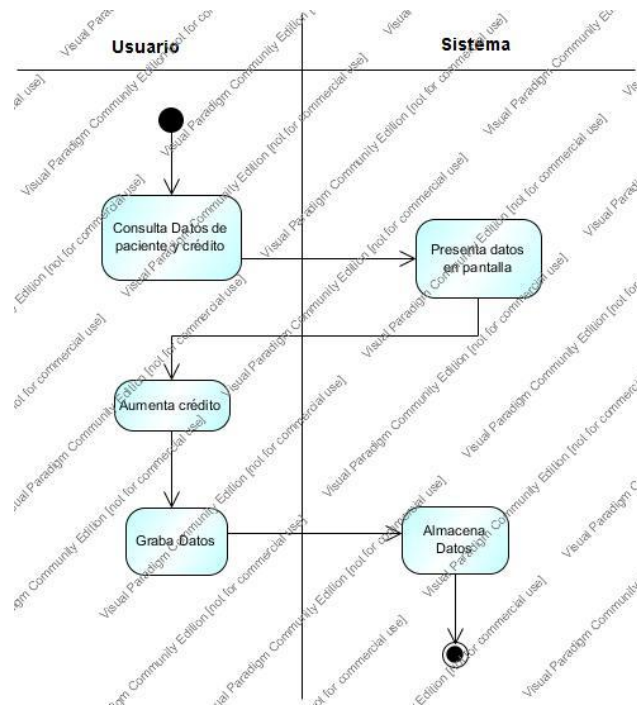 Usuario
Sistema
Consulta Datos de
paciente y crédito
Presenta datos
en pantalla
Aumenta crédito
Graba Datos
Almacena
Datos
Visual Paradigm Community Edition [not for commercial use]